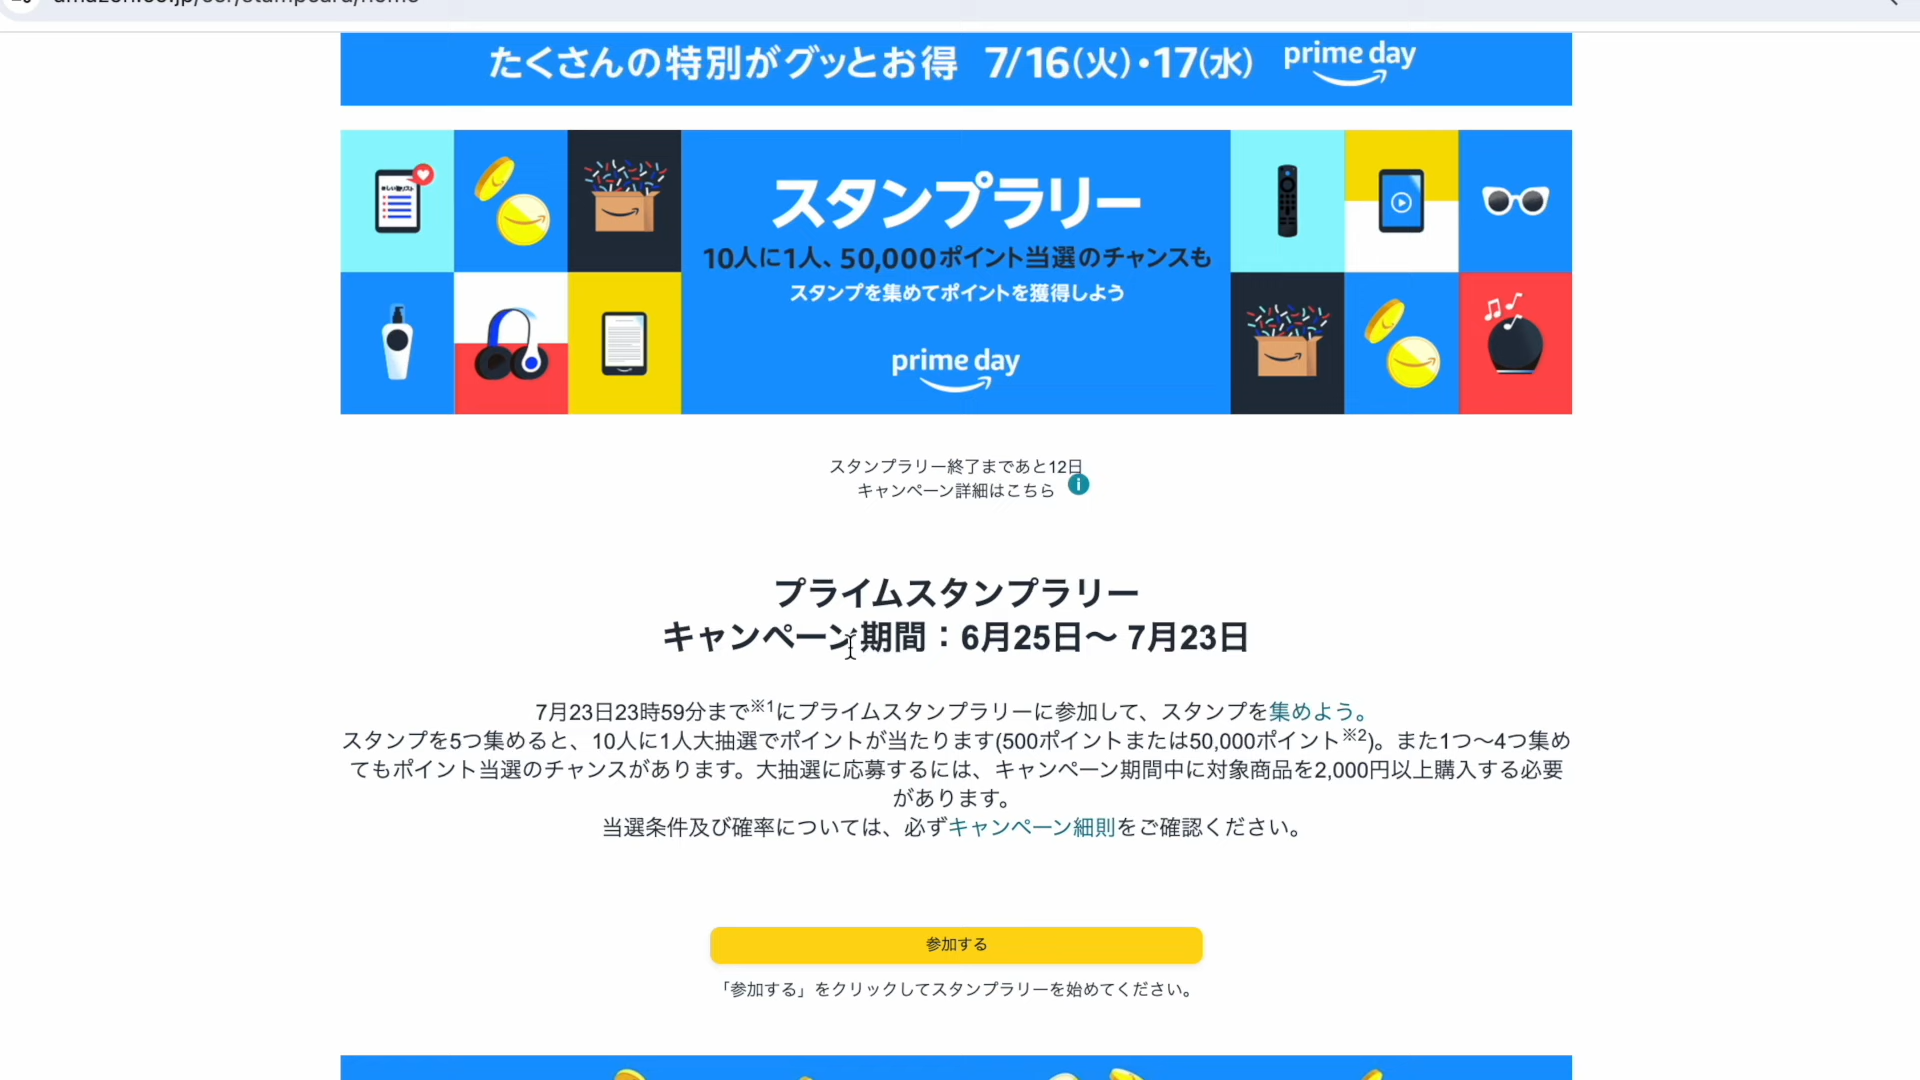 たくさんの特別がグッとお得 7/16(火)・17(水) prime day
スタンプラリー
10人に1人、50,000ポイント当選のチャンスも
スタンプを集めてポイントを獲得しよう
prime day
スタンプラリー終了まであと12日
キャンペーン詳細はこちら i
プライムスタンプラリー
キャンペーン期間：6月25日〜 7月23日
7月23日23時59分まで※1にプライムスタンプラリーに参加して、スタンプを集めよう。
スタンプを5つ集めると、10人に1人大抽選でポイントが当たります(500ポイントまたは50,000ポイント※2)。また1つ〜4つ集め
てもポイント当選のチャンスがあります。大抽選に応募するには、キャンペーン期間中に対象商品を2,000円以上購入する必要
があります。
当選条件及び確率については、必ずキャンペーン細則をご確認ください。
参加する
「参加する」をクリックしてスタンプラリーを始めてください。